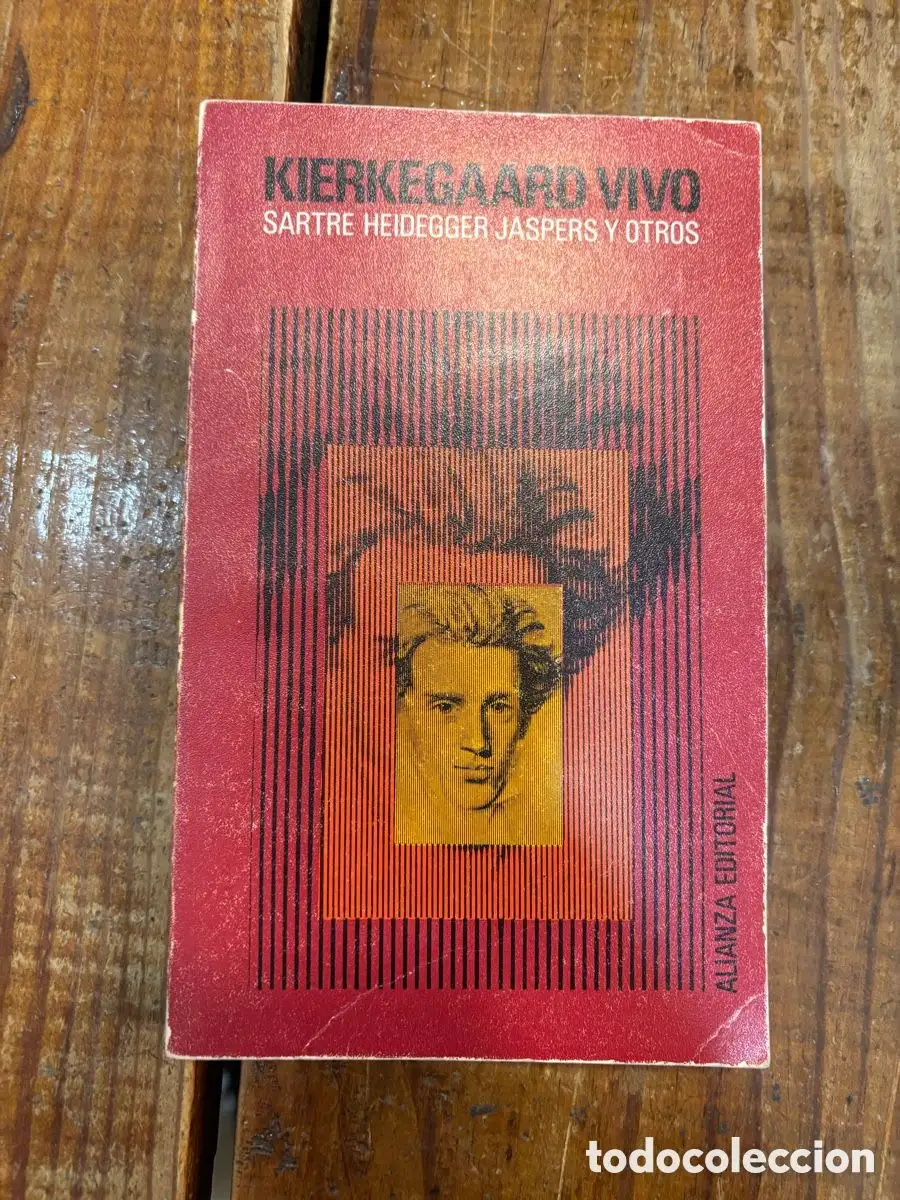 KIERKEGAARD VIVO
SARTRE HEIDEGGER JASPERS Y OTROS
ALIANZA EDITORIAL
todocoleccion